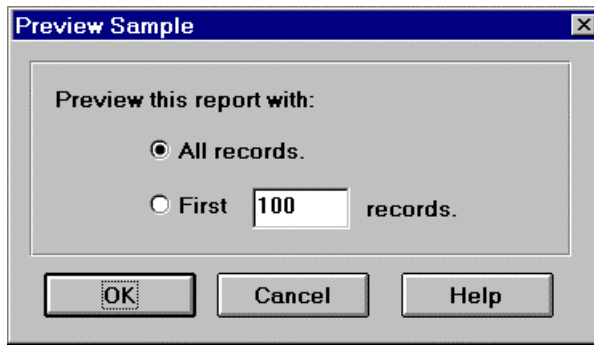 Preview Sample
Preview this report with:
All records.
First 100 records.
OK Cancel Help